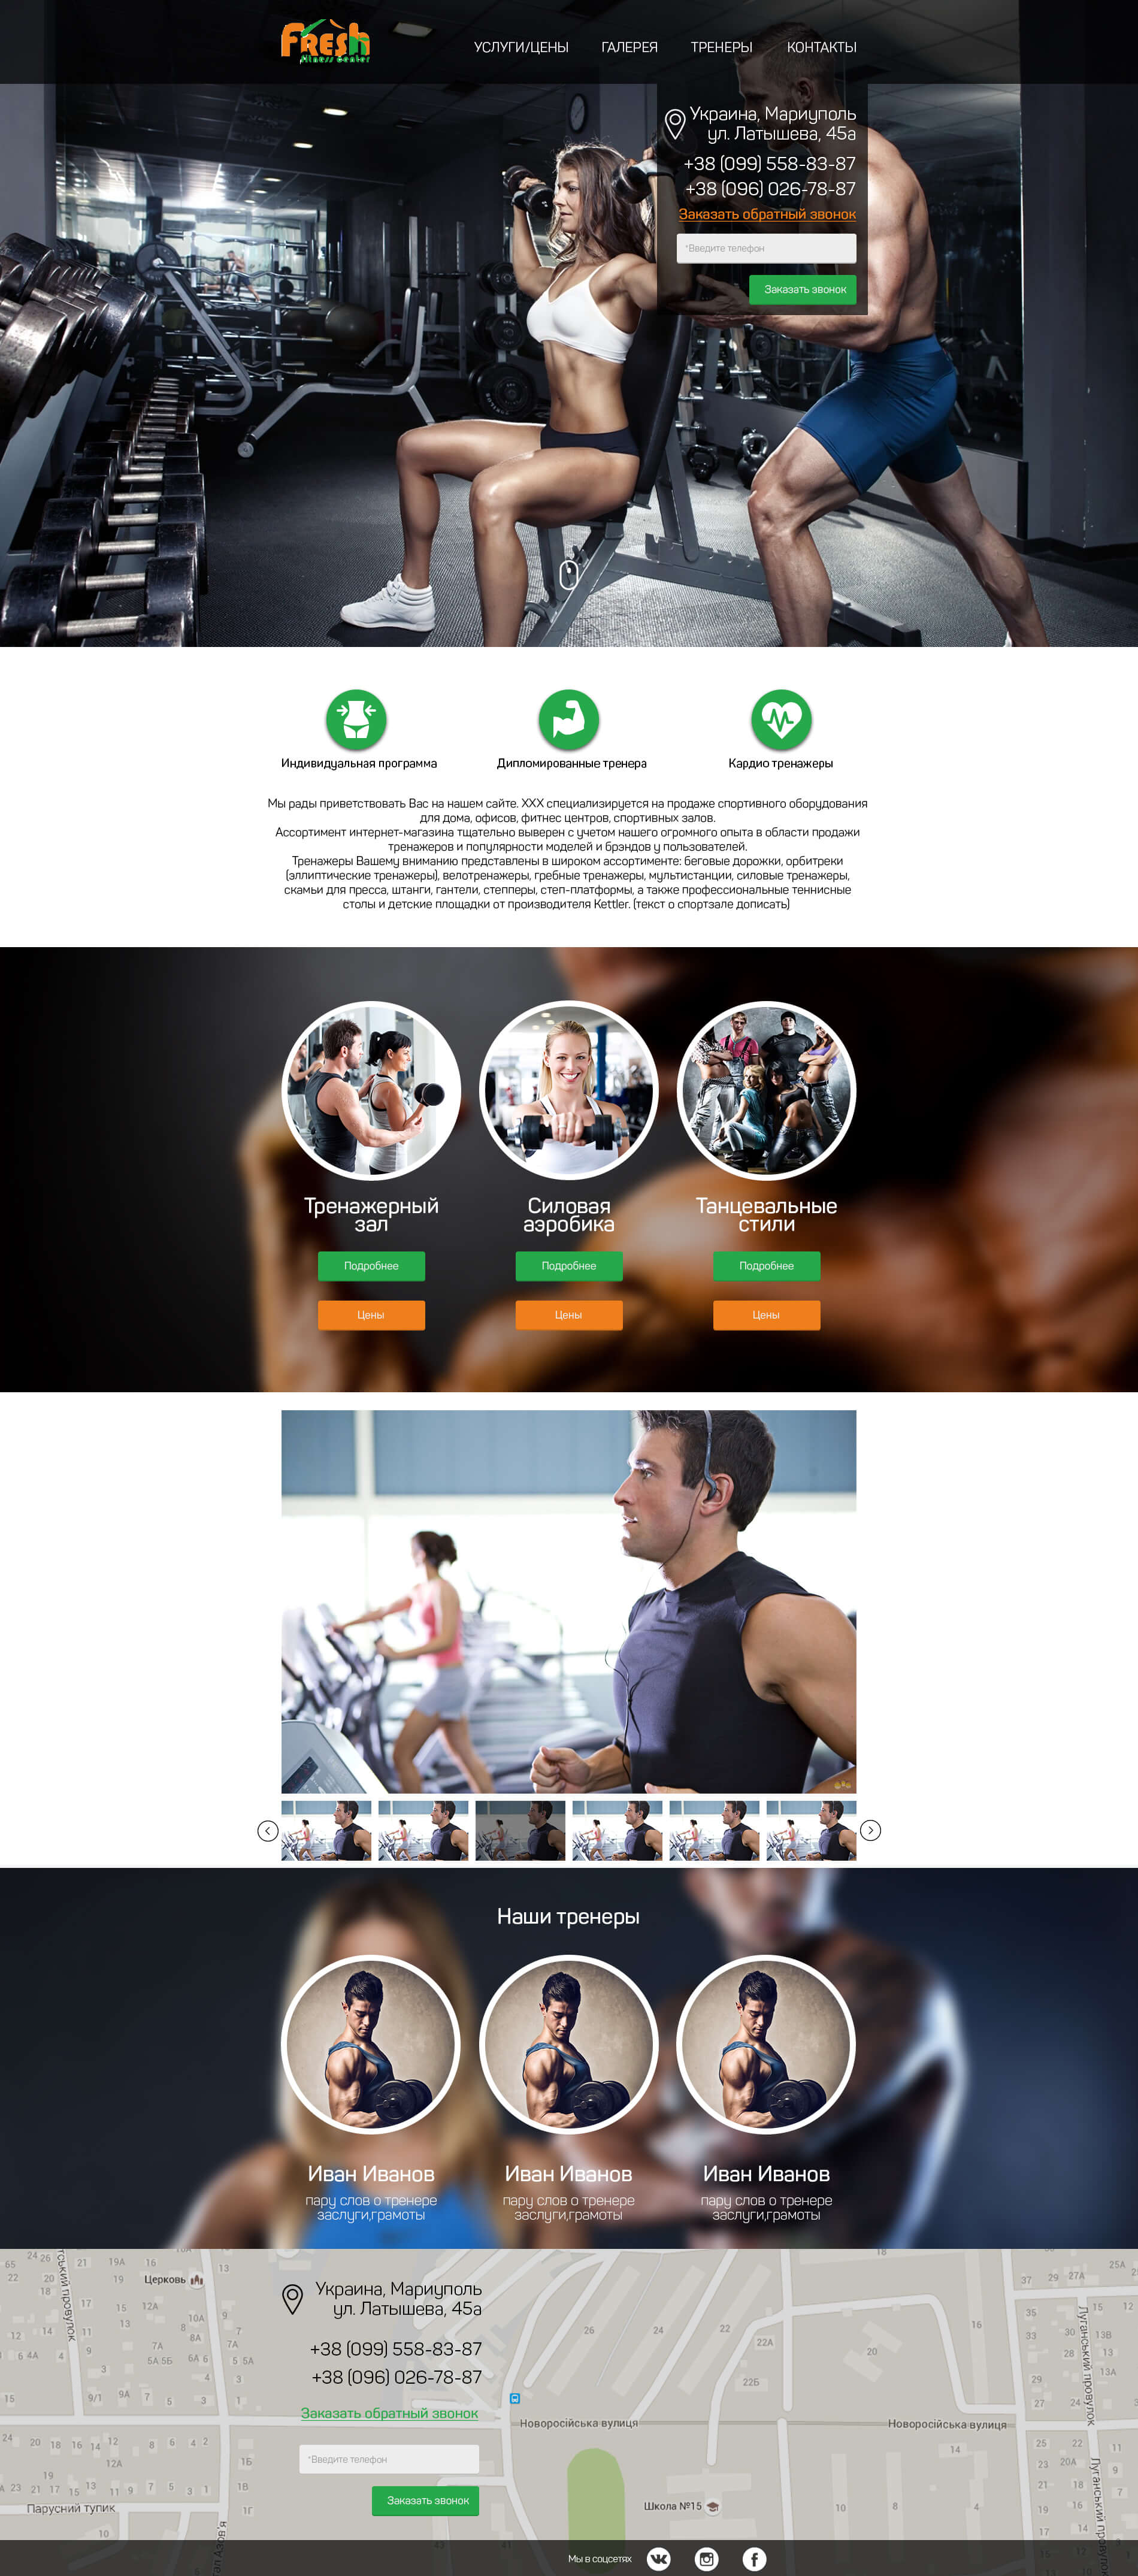 Fresh
fitness center
УСЛУГИ/ЦЕНЫ ГАЛЕРЕЯ ТРЕНЕРЫ КОНТАКТЫ
Украина, Мариуполь
ул. Латышева, 45а
+38 (099) 558-83-87
+38 (096) 026-78-87
Заказать обратный звонок
*Введите телефон
Заказать звонок
Индивидуальная программа
Дипломированные тренера
Кардио тренажеры
Мы рады приветствовать Вас на нашем сайте. XXX специализируется на продаже спортивного оборудования
для дома, офисов, фитнес центров, спортивных залов.
Ассортимент интернет-магазина тщательно выверен с учетом нашего огромного опыта в области продажи
тренажеров и популярности моделей и брэндов у пользователей.
Тренажеры Вашему вниманию представлены в широком ассортименте: беговые дорожки, орбитреки
(эллиптические тренажеры), велотренажеры, гребные тренажеры, мультистанции, силовые тренажеры,
скамьи для пресса, штанги, гантели, степперы, степ-платформы, а также профессиональные теннисные
столы и детские площадки от производителя Kettler. (текст о спортзале дописать)
Тренажерный
зал
Подробнее
Цены
Силовая
аэробика
Подробнее
Цены
Танцевальные
стили
Подробнее
Цены
Наши тренеры
Иван Иванов
пару слов о тренере
заслуги,грамоты
Иван Иванов
пару слов о тренере
заслуги,грамоты
Иван Иванов
пару слов о тренере
заслуги,грамоты
Церковь
Украина, Мариуполь
ул. Латышева, 45а
+38 (099) 558-83-87
+38 (096) 026-78-87
Заказать обратный звонок
*Введите телефон
Заказать звонок
Новоросійська вулиця
Новоросійська вулиця
Луганський провулок
Луганський провулок
Парусний тупик
Школа №15
Мы в соцсетях